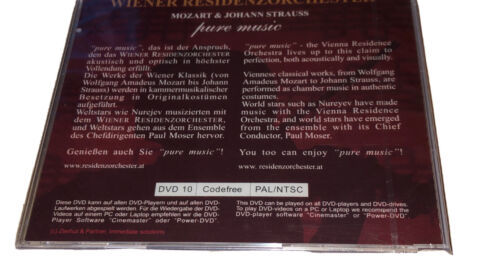 WIENER RESIDENZORCHESTER
MOZART & JOHANN STRAUSS
pure music
"pure music", das ist der Anspruch,
den das WIENER RESIDENZORCHESTER
akustisch und optisch in höchster
Vollendung erfüllt.
Die Werke der Wiener Klassik (von
Wolfgang Amadeus Mozart bis Johann
Strauss) werden in kammermusikalischer
Besetzung in Originalkostümen
aufgeführt.
Weltstars wie Nurejev musizierten mit
dem WIENER RESIDENZORCHESTER,
und Weltstars gehen aus dem Ensemble
des Chefdirigenten Paul Moser hervor.
Genießen auch Sie "pure music"!
www.residenzorchester.at
"pure music" - the Vienna Residence
Orchestra lives up to this claim to
perfection, both acoustically and visually.
Viennese classical works, from Wolfgang
Amadeus Mozart to Johann Strauss, are
performed as chamber music in authentic
costumes.
World stars such as Nureyev have made
music with the Vienna Residence
Orchestra, and world stars have emerged
from the ensemble with its Chief
Conductor, Paul Moser.
You too can enjoy "pure music"!
www.residenzorchester.at
DVD 10 | Codefree | PAL/NTSC
Diese DVD kann auf allen DVD-Playern und auf allen DVD-
Laufwerken abgespielt werden. Für die Wiedergabe der DVD-
Videos auf einem PC oder Laptop empfehlen wir die DVD-
Player Software "Cinemaster" oder "Power-DVD".
This DVD can be played on all DVD-players and DVD-drives.
To play DVD-videos on a PC or Laptop we recommend the
DVD-player software "Cinemaster" or "Power-DVD"
(c) Zierhut & Partner, immediate solutions